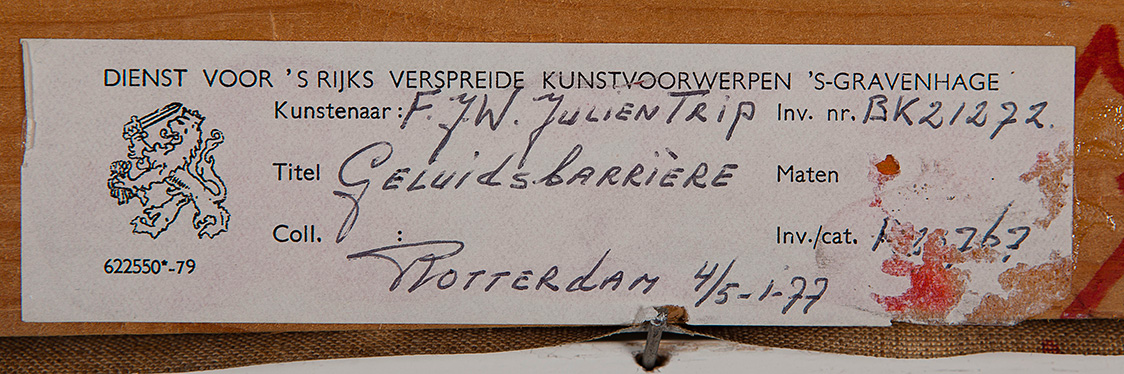 DIENST VOOR 'S RIJKS VERSPREIDE KUNSTVOORWERPEN 'S-GRAVENHAGE
Kunstenaar: F. J.W. JULIEN TRIP Inv. nr. BK21272.
Titel GELUIDSBARRIÈRE Maten
Coll. : Inv./cat.
ROTTERDAM 4/5-1-77
622550*-79